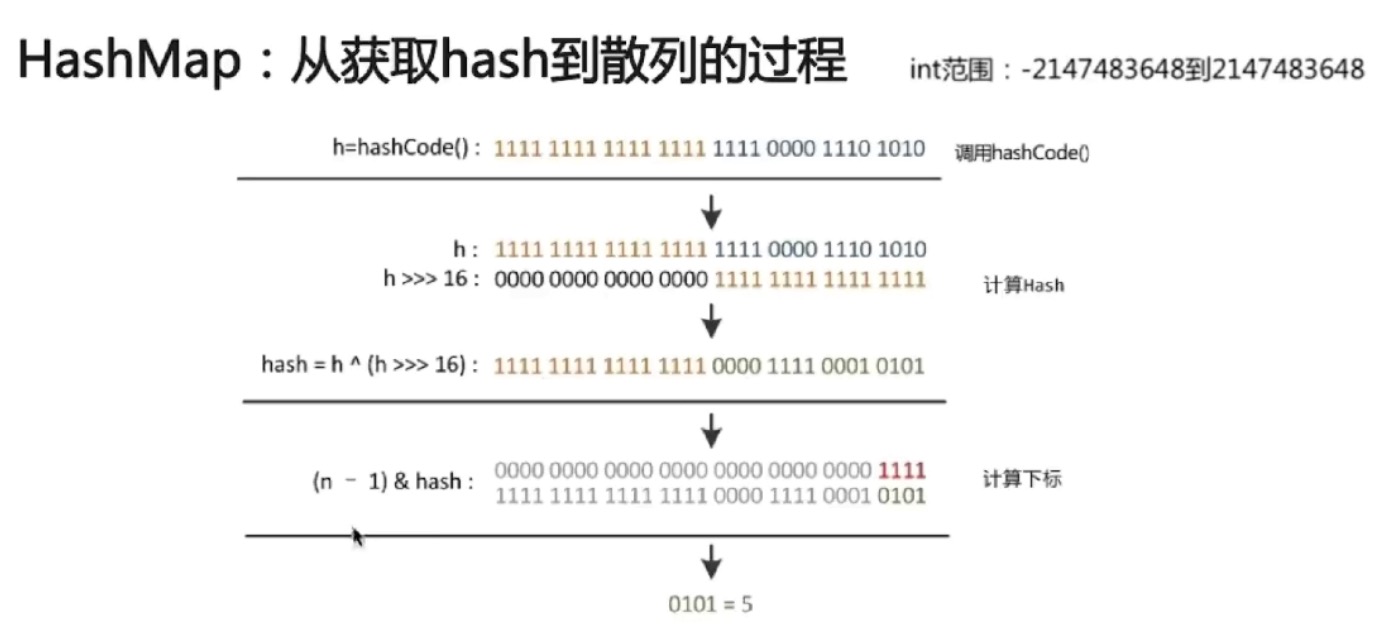 HashMap：从获取hash到散列的过程
int范围：-2147483648到2147483648
h=hashCode() : 1111 1111 1111 1111 1111 0000 1110 1010 调用hashCode()
h : 1111 1111 1111 1111 1111 0000 1110 1010
h >>> 16 : 0000 0000 0000 0000 1111 1111 1111 1111
计算Hash
hash = h ^ (h >>> 16) : 1111 1111 1111 1111 0000 1111 0001 0101
0000 0000 0000 0000 0000 0000 0000 1111
(n - 1) & hash :
计算下标
1111 1111 1111 1111 0000 1111 0001 0101
0101 = 5